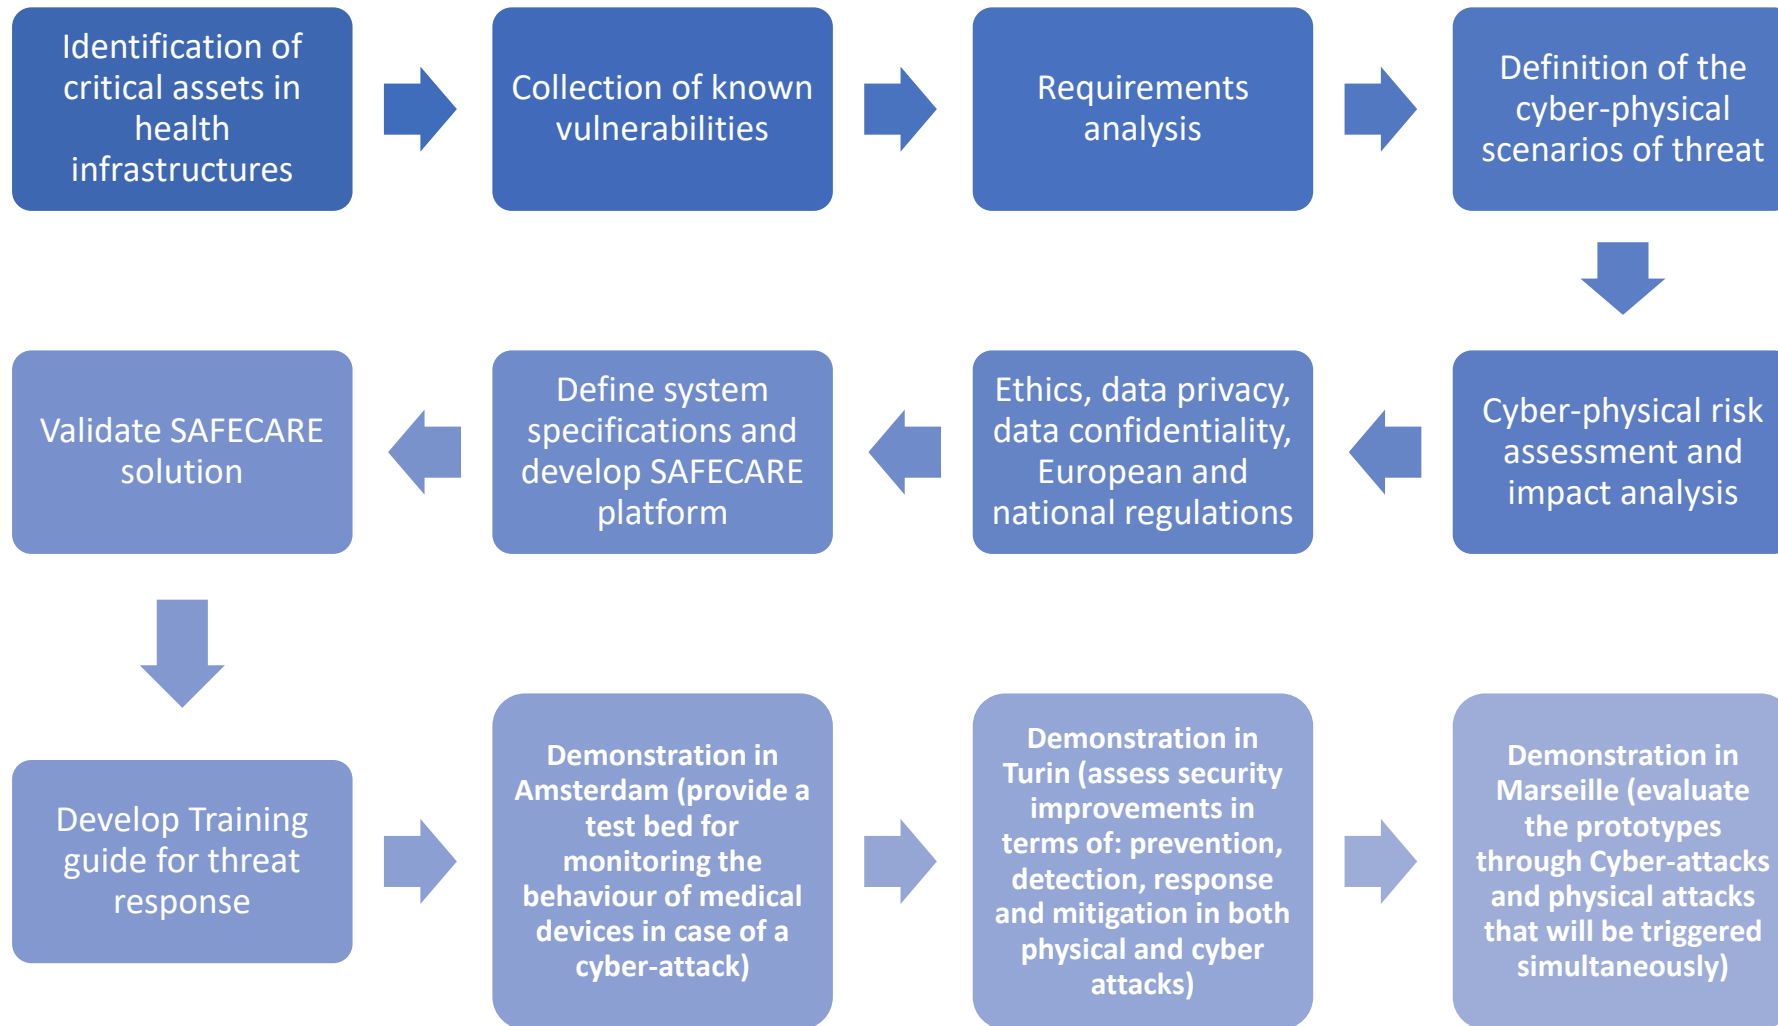 Identification of
critical assets in
health
infrastructures
Collection of known
vulnerabilities
Requirements
analysis
Definition of the
cyber-physical
scenarios of threat
Cyber-physical risk
assessment and
impact analysis
Ethics, data privacy,
data confidentiality,
European and
national regulations
Define system
specifications and
develop SAFECARE
platform
Validate SAFECARE
solution
Develop Training
guide for threat
response
Demonstration in
Amsterdam (provide a
test bed for
monitoring the
behaviour of medical
devices in case of a
cyber-attack)
Demonstration in
Turin (assess security
improvements in
terms of: prevention,
detection, response
and mitigation in both
physical and cyber
attacks)
Demonstration in
Marseille (evaluate
the prototypes
through Cyber-attacks
and physical attacks
that will be triggered
simultaneously)